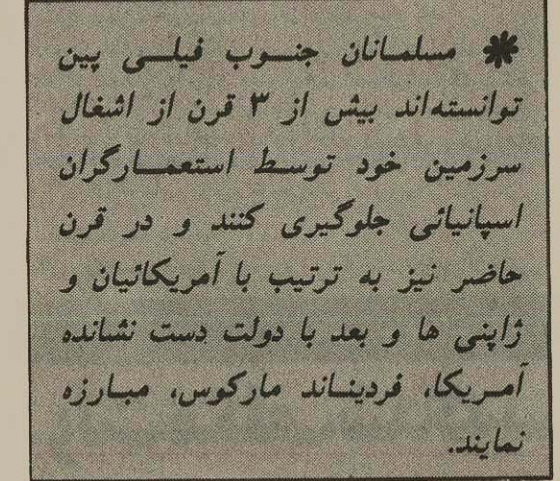 ✽ مسلمانان جنوب فیلی پین
توانسته‌اند بیش از ۳ قرن از اشغال
سرزمین خود توسط استعمارگران
اسپانیائی جلوگیری کنند و در قرن
حاضر نیز به ترتیب با آمریکائیان و
ژاپنی ها و بعد با دولت دست نشانده
آمریکا، فردیناند مارکوس، مبارزه
نمایند.